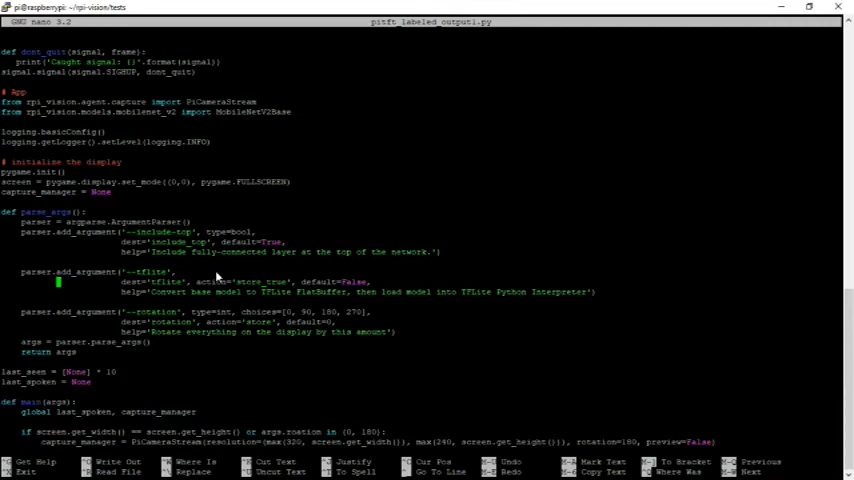 pi@raspberrypi: ~/rpi-vision/tests
GNU nano 3.2 pitft_labeled_output1.py
def dont_quit(signal, frame):
print('Caught signal: {}'.format(signal))
signal.signal(signal.SIGHUP, dont_quit)
# App
from rpi_vision.agent.capture import PiCameraStream
from rpi_vision.models.mobilenet_v2 import MobileNetV2Base
logging.basicConfig()
logging.getLogger().setLevel(logging.INFO)
# initialize the display
pygame.init()
screen = pygame.display.set_mode((0,0), pygame.FULLSCREEN)
capture_manager = None
def parse_args():
parser = argparse.ArgumentParser()
parser.add_argument('--include-top', type=bool,
dest='include_top', default=True,
help='Include fully-connected layer at the top of the network.')
parser.add_argument('--tflite',
dest='tflite', action='store_true', default=False,
help='Convert base model to TFLite FlatBuffer, then load model into TFLite Python Interpreter')
parser.add_argument('--rotation', type=int, choices=[0, 90, 180, 270],
dest='rotation', action='store', default=0,
help='Rotate everything on the display by this amount')
args = parser.parse_args()
return args
last_seen = [None] * 10
last_spoken = None
def main(args):
global last_spoken, capture_manager
if screen.get_width() == screen.get_height() or args.roation in (0, 180):
capture_manager = PiCameraStream(resolution=(max(320, screen.get_width()), max(240, screen.get_height())), rotation=180, preview=False)
^G Get Help ^O Write Out ^W Where Is ^K Cut Text ^J Justify ^C Cur Pos M-U Undo M-A Mark Text M-] To Bracket M-Q Previous
^X Exit ^R Read File ^\ Replace ^U Uncut Text ^T To Spell ^_ Go To Line M-E Redo M-6 Copy Text ^Q Where Was M-W Next